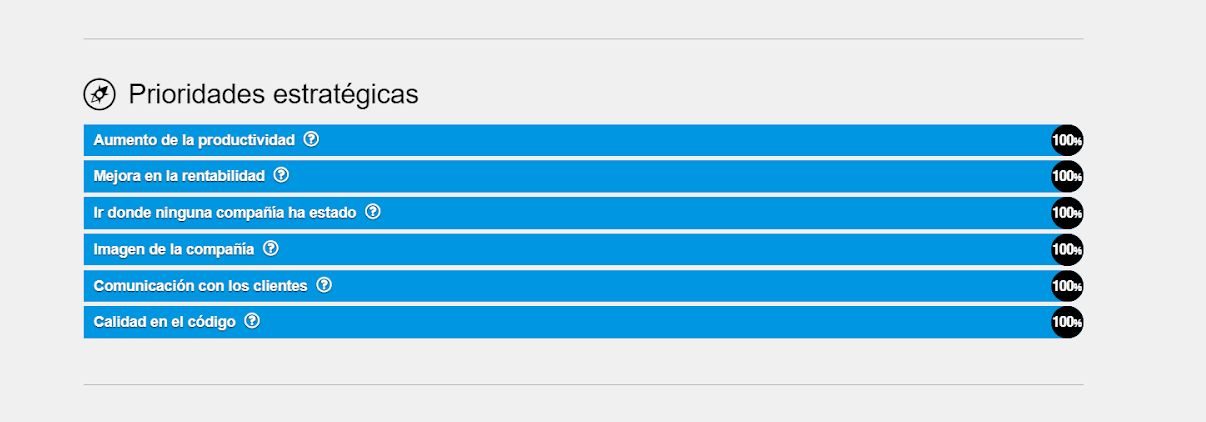 Prioridades estratégicas
Aumento de la productividad ? 100%
Mejora en la rentabilidad ? 100%
Ir donde ninguna compañía ha estado ? 100%
Imagen de la compañía ? 100%
Comunicación con los clientes ? 100%
Calidad en el código ? 100%